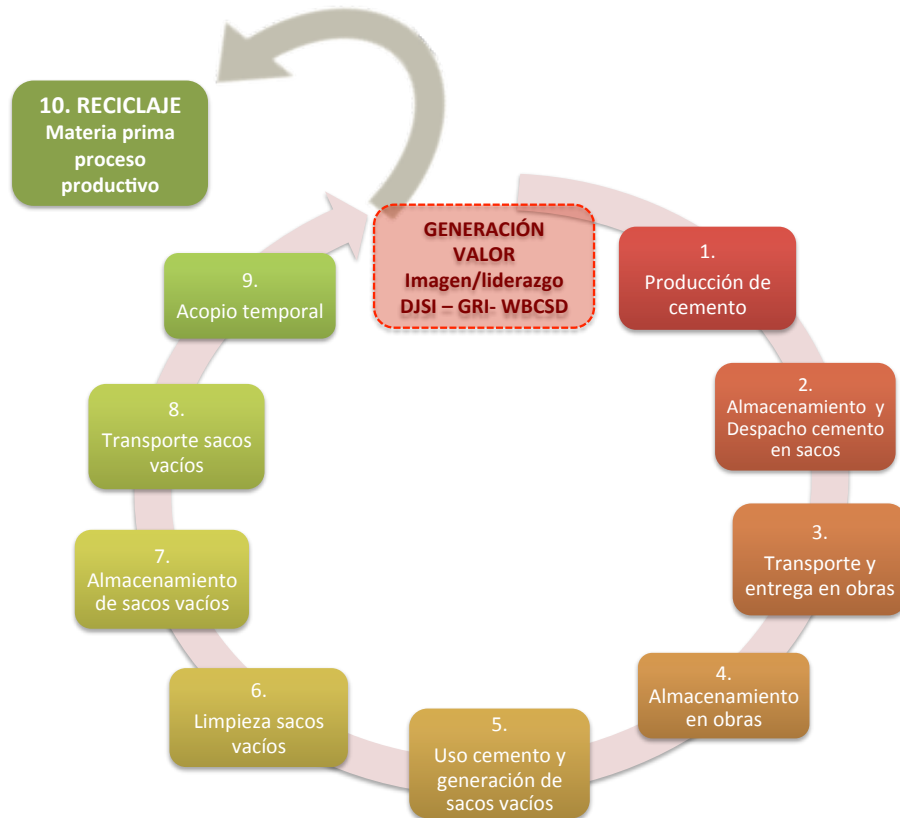 10. RECICLAJE
Materia prima
proceso
productivo
GENERACIÓN
VALOR
Imagen/liderazgo
DJSI – GRI- WBCSD
1.
Producción de
cemento
2.
Almacenamiento y
Despacho cemento
en sacos
3.
Transporte y
entrega en obras
4.
Almacenamiento
en obras
5.
Uso cemento y
generación de
sacos vacíos
6.
Limpieza sacos
vacíos
7.
Almacenamiento
de sacos vacíos
8.
Transporte sacos
vacíos
9.
Acopio temporal